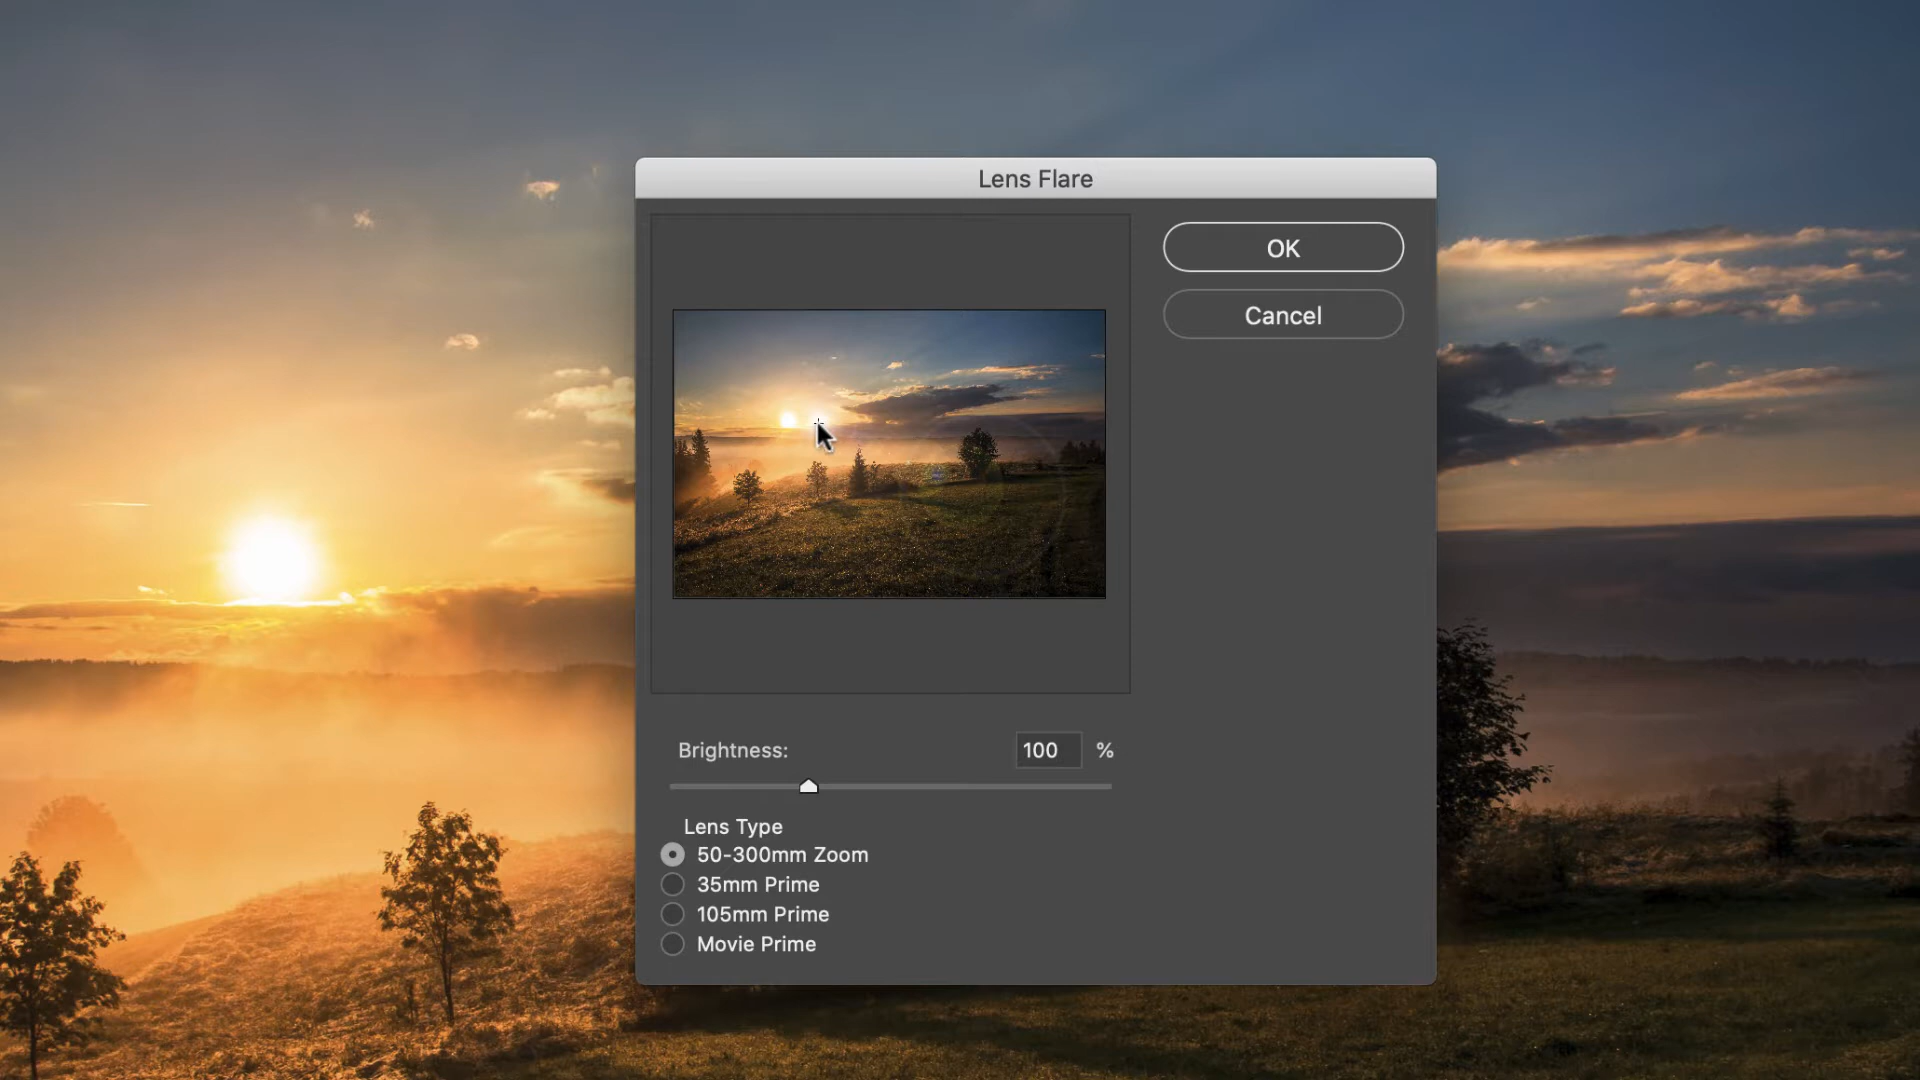 Lens Flare
OK
Cancel
Brightness: 100 %
Lens Type
50-300mm Zoom
35mm Prime
105mm Prime
Movie Prime